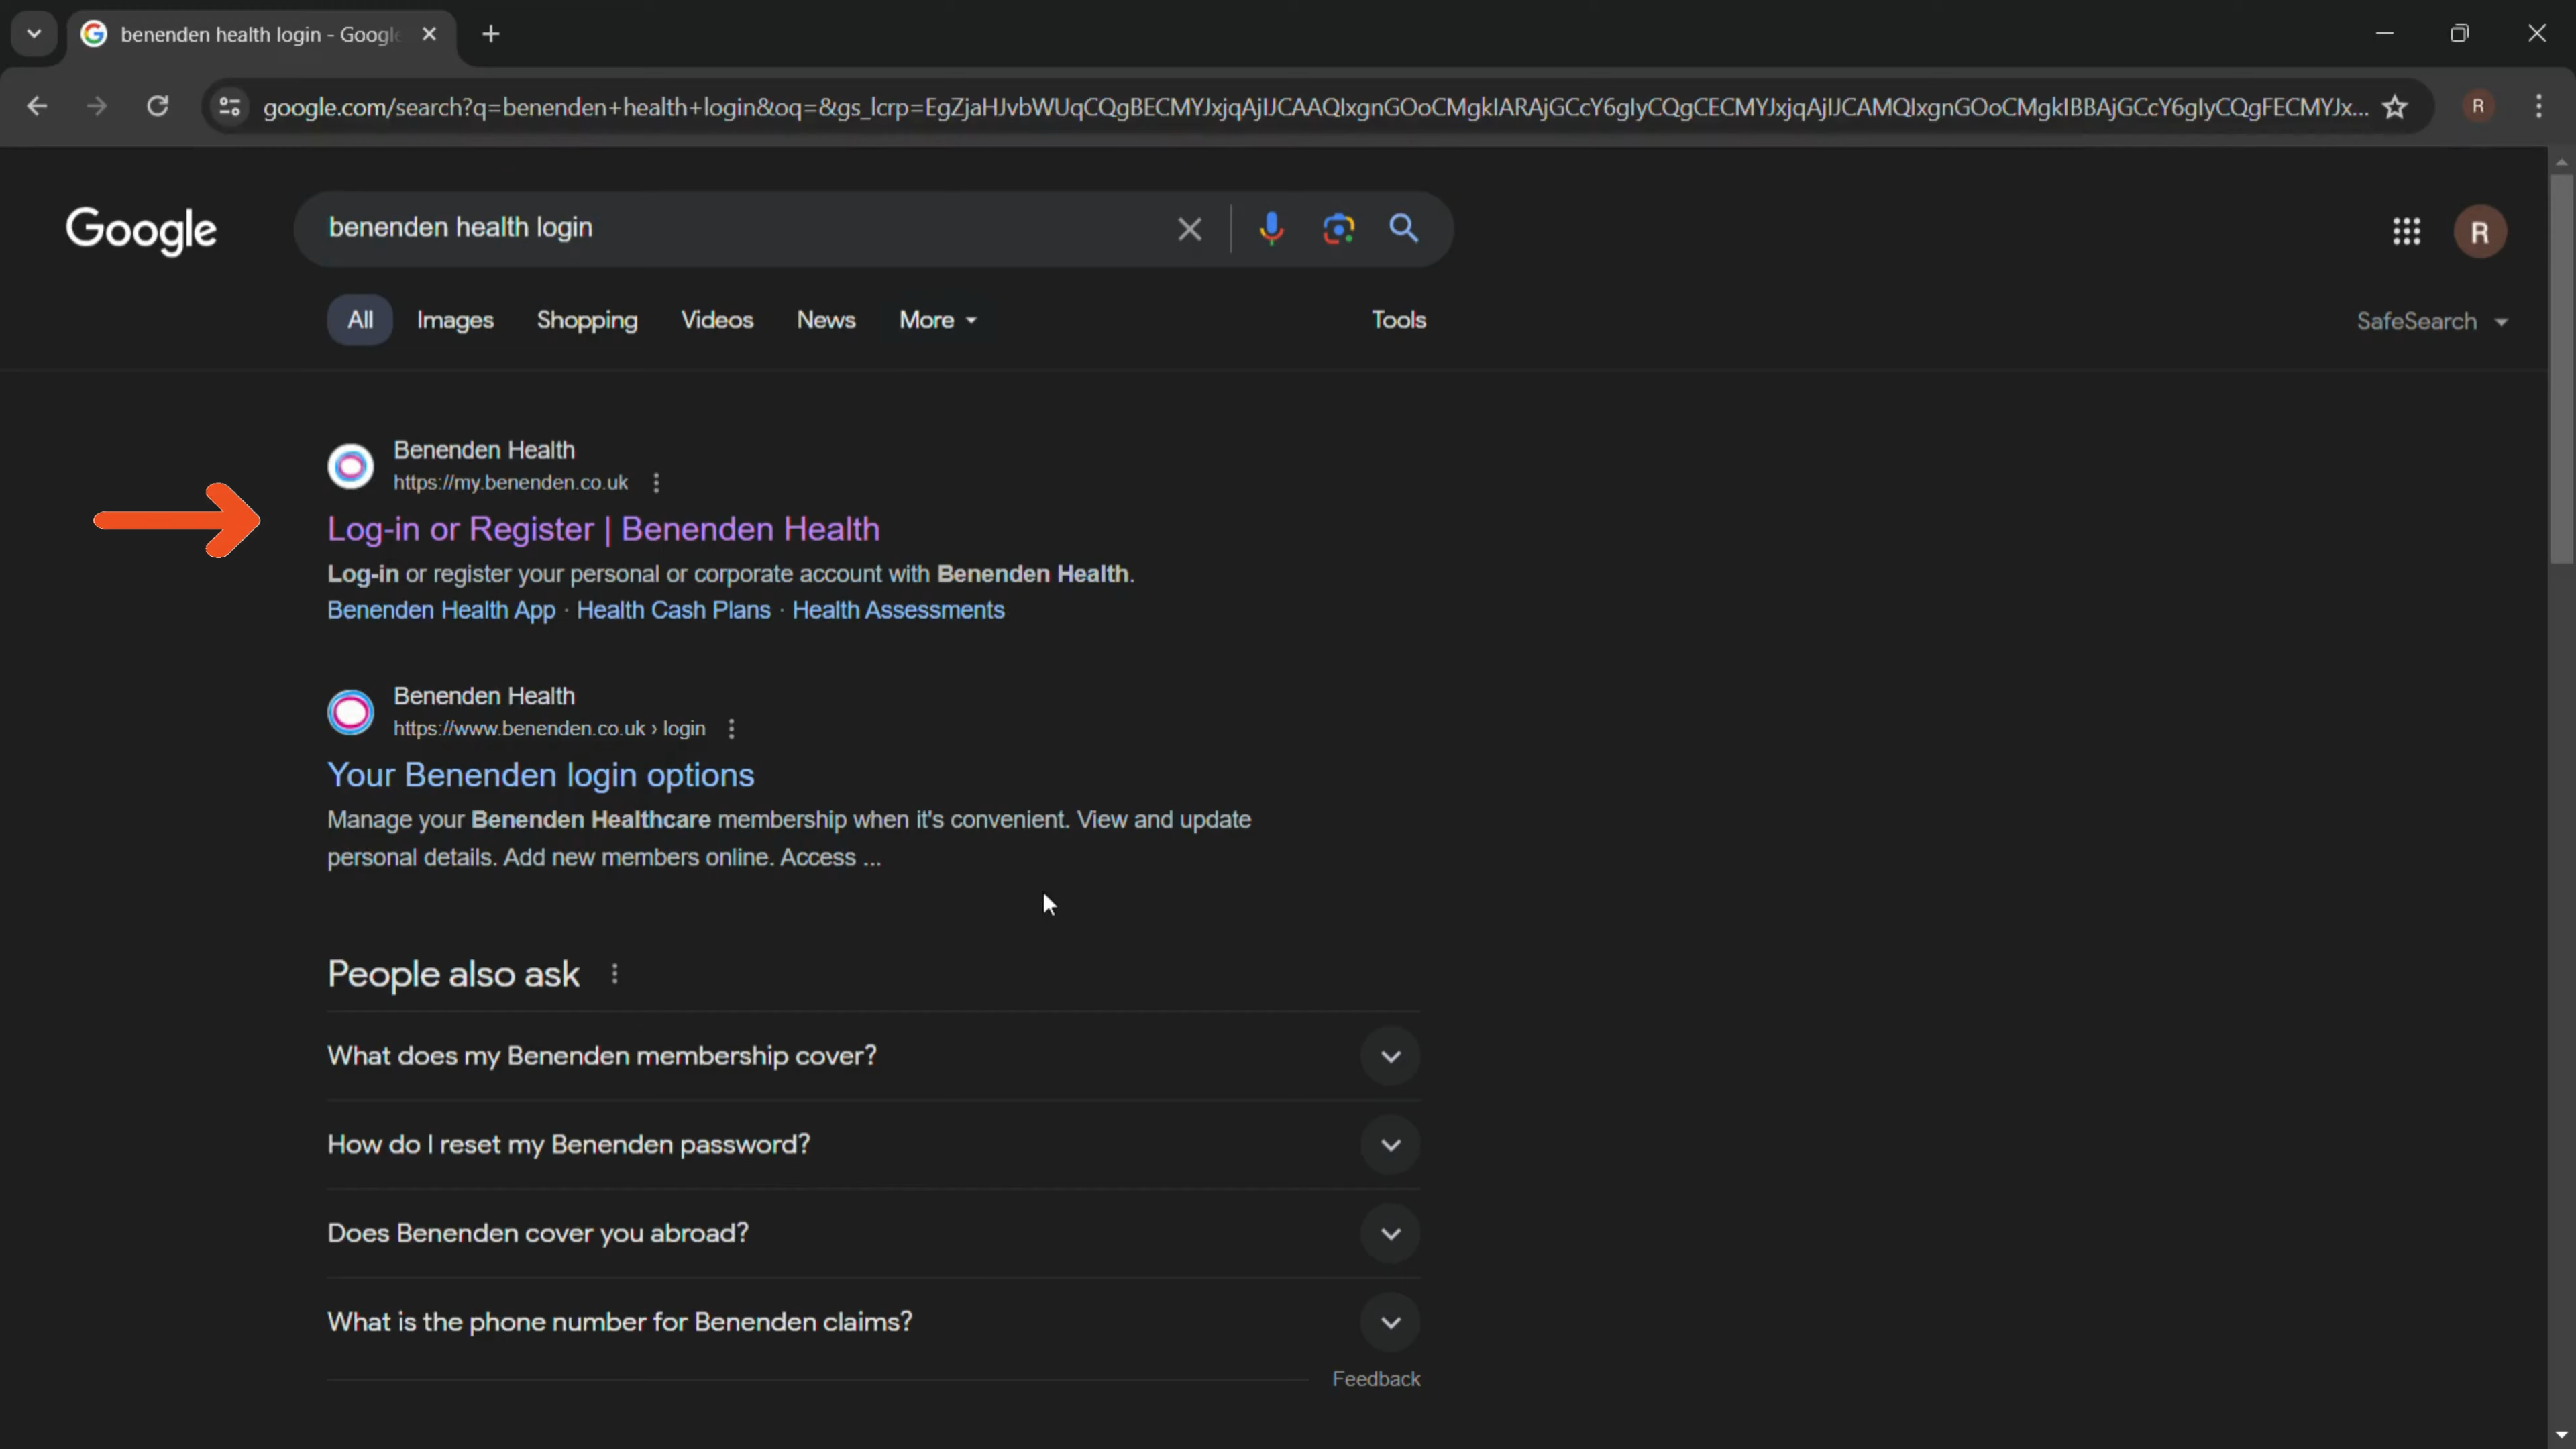 benenden health login - Google
google.com/search?q=benenden+health+login&oq=&gs_lcrp=EgZjaHJvbWUqCQgBECMYJxjqAjIJCAAQIxgnGOoCMgkIARAjGCcY6gIyCQgCECMYJxjqAjIJCAMQIxgnGOoCMgkIBBAjGCcY6gIyCQgFECMYJx...
R
Google
benenden health login
R
All
Images
Shopping
Videos
News
More
Tools
SafeSearch
Benenden Health
https://my.benenden.co.uk
Log-in or Register | Benenden Health
Log-in or register your personal or corporate account with Benenden Health.
Benenden Health App · Health Cash Plans · Health Assessments
Benenden Health
https://www.benenden.co.uk › login
Your Benenden login options
Manage your Benenden Healthcare membership when it's convenient. View and update
personal details. Add new members online. Access ...
People also ask
What does my Benenden membership cover?
How do I reset my Benenden password?
Does Benenden cover you abroad?
What is the phone number for Benenden claims?
Feedback